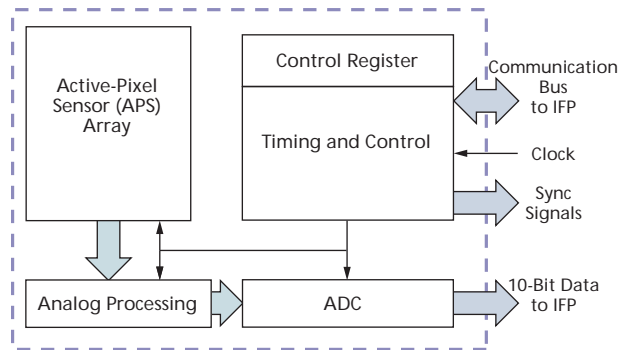 Active-Pixel
Sensor (APS)
Array
Control Register
Timing and Control
Communication
Bus
to IFP
Clock
Sync
Signals
Analog Processing
ADC
10-Bit Data
to IFP